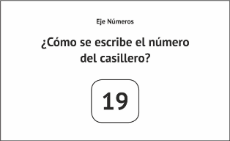 Eje Números
¿Cómo se escribe el número
del casillero?
19